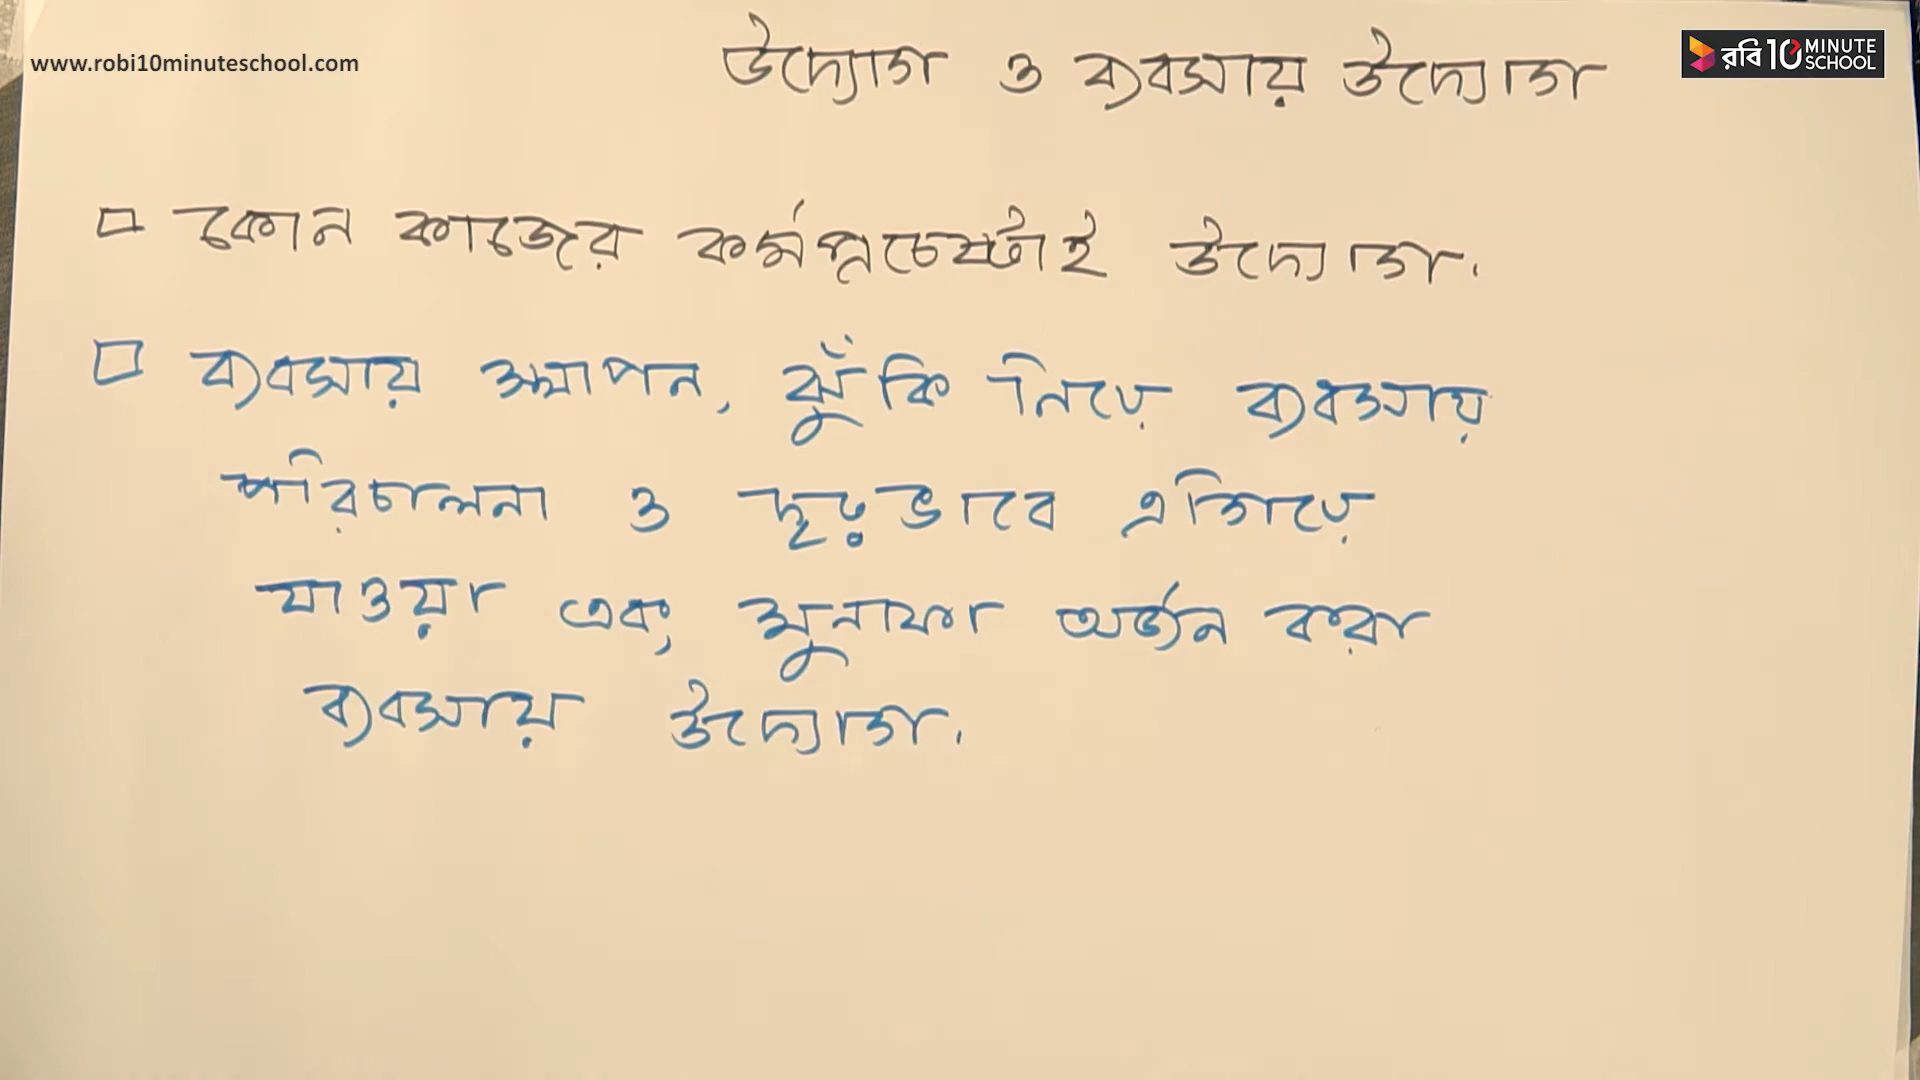 www.robi10minuteschool.com
উদ্যোগ ও ব্যবসায় উদ্যোগ
রবি 10 MINUTE SCHOOL
কোন কাজের কর্মপ্রচেষ্টাই উদ্যোগ.
ব্যবসায় স্থাপন, ঝুঁকি নিয়ে ব্যবসায়
পরিচালনা ও দৃঢ়ভাবে এগিয়ে
যাওয়া এবং মুনাফা অর্জন করা
ব্যবসায় উদ্যোগ.